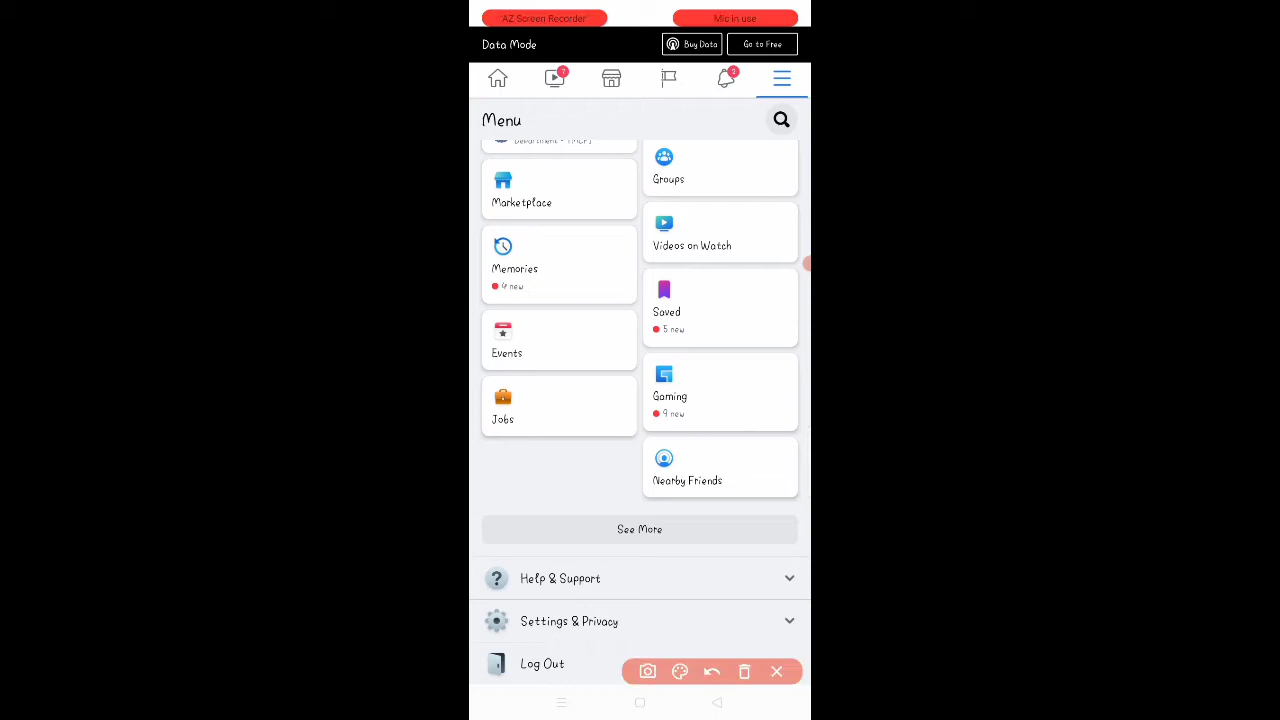 AZ Screen Recorder
Mic in use
Data Mode
Buy Data
Go to Free
7
3
Menu
Groups
Marketplace
Videos on Watch
Memories
Saved
5 new
Events
Gaming
9 new
Jobs
Nearby Friends
See More
Help & Support
Settings & Privacy
Log Out